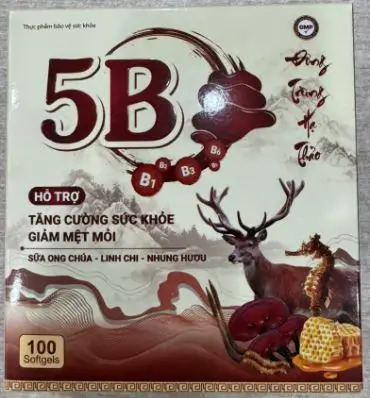 Thực phẩm bảo vệ sức khỏe
GMP
5B
Đông
Trùng
Hạ
Thảo
B6
B2
B3
B1
HỖ TRỢ
TĂNG CƯỜNG SỨC KHỎE
GIẢM MỆT MỎI
SỮA ONG CHÚA - LINH CHI - NHUNG HƯƠU
100
Softgels